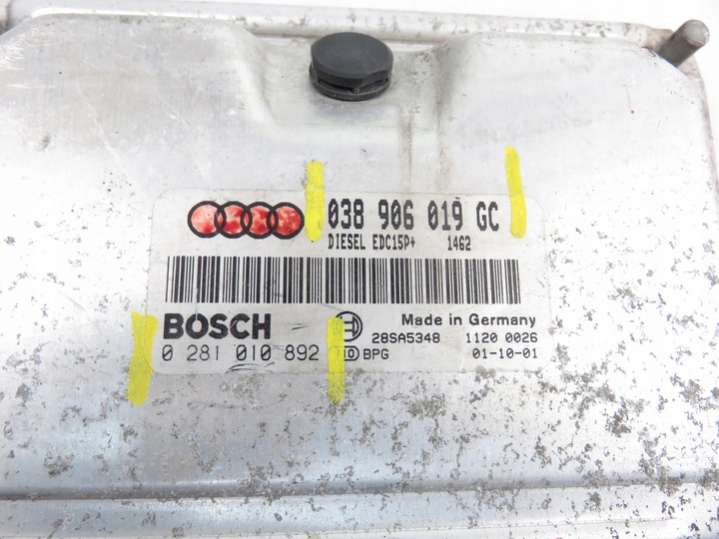 038 906 019 GC
DIESEL EDC15P+ 1462
BOSCH
Made in Germany
28SA5348 1120 0026
0 281 010 892
BPG 01-10-01